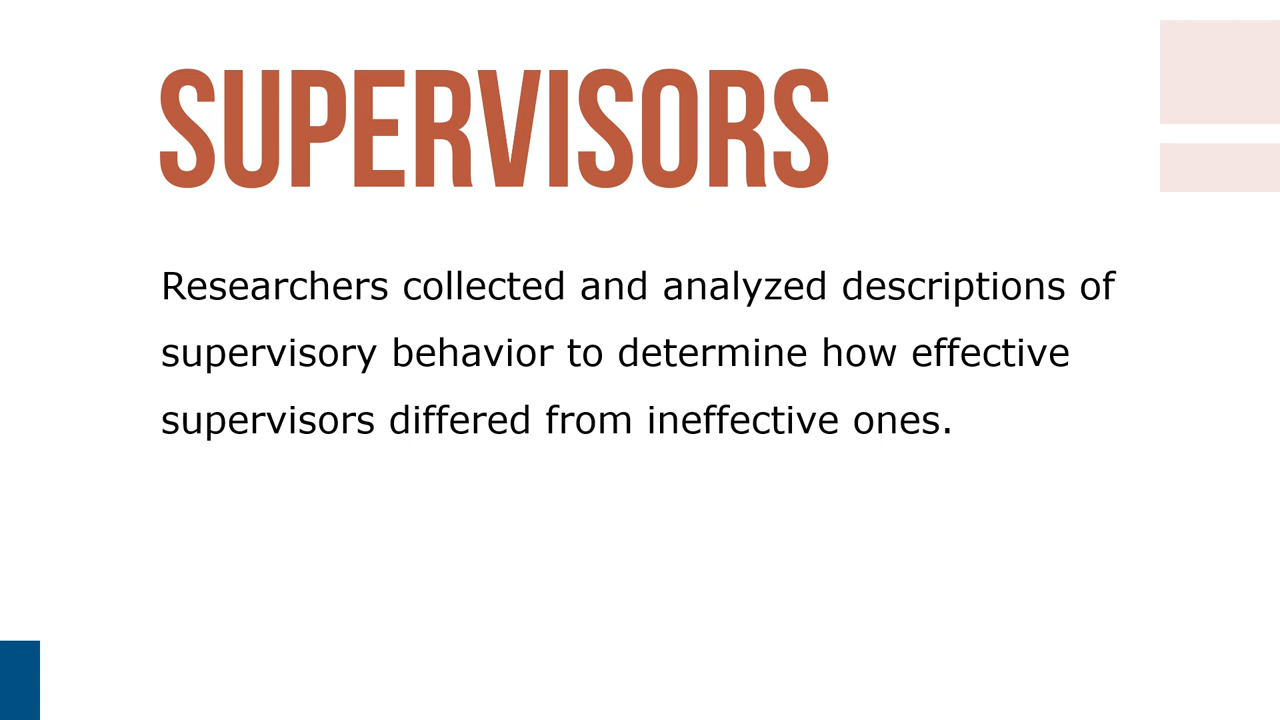 SUPERVISORS
Researchers collected and analyzed descriptions of
supervisory behavior to determine how effective
supervisors differed from ineffective ones.